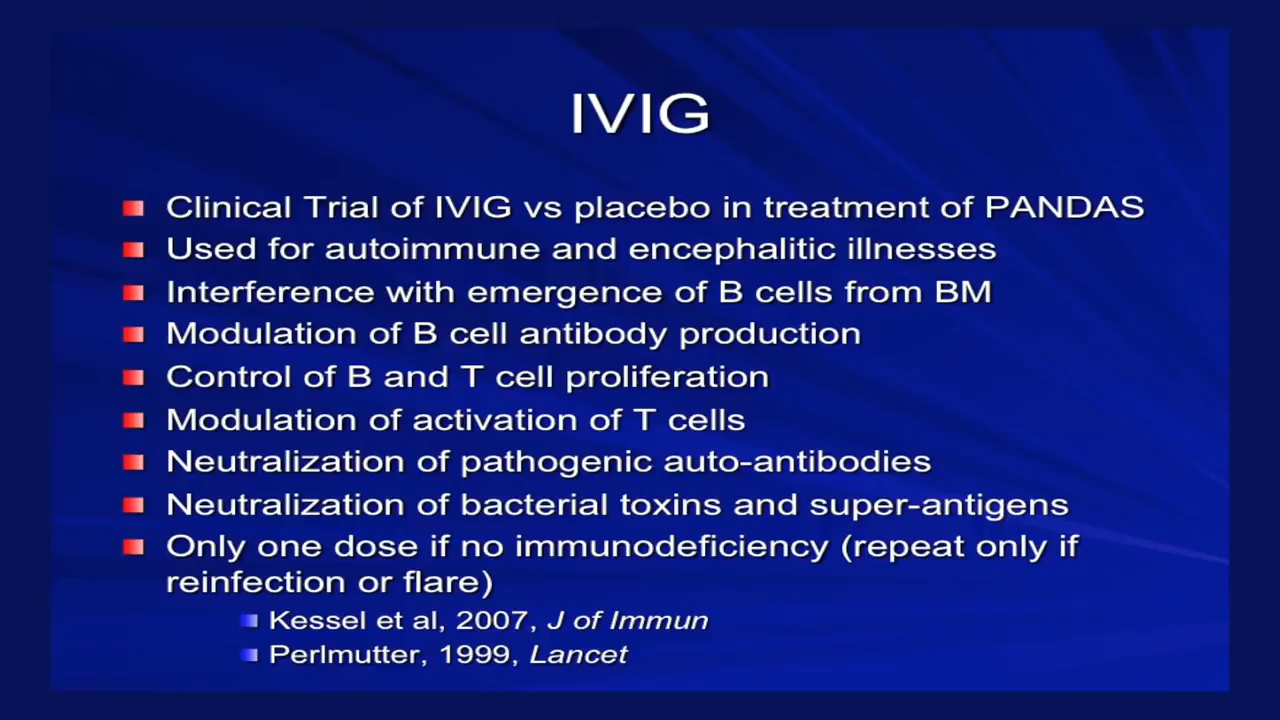 IVIG
Clinical Trial of IVIG vs placebo in treatment of PANDAS
Used for autoimmune and encephalitic illnesses
Interference with emergence of B cells from BM
Modulation of B cell antibody production
Control of B and T cell proliferation
Modulation of activation of T cells
Neutralization of pathogenic auto-antibodies
Neutralization of bacterial toxins and super-antigens
Only one dose if no immunodeficiency (repeat only if
reinfection or flare)
Kessel et al, 2007, J of Immun
Perlmutter, 1999, Lancet